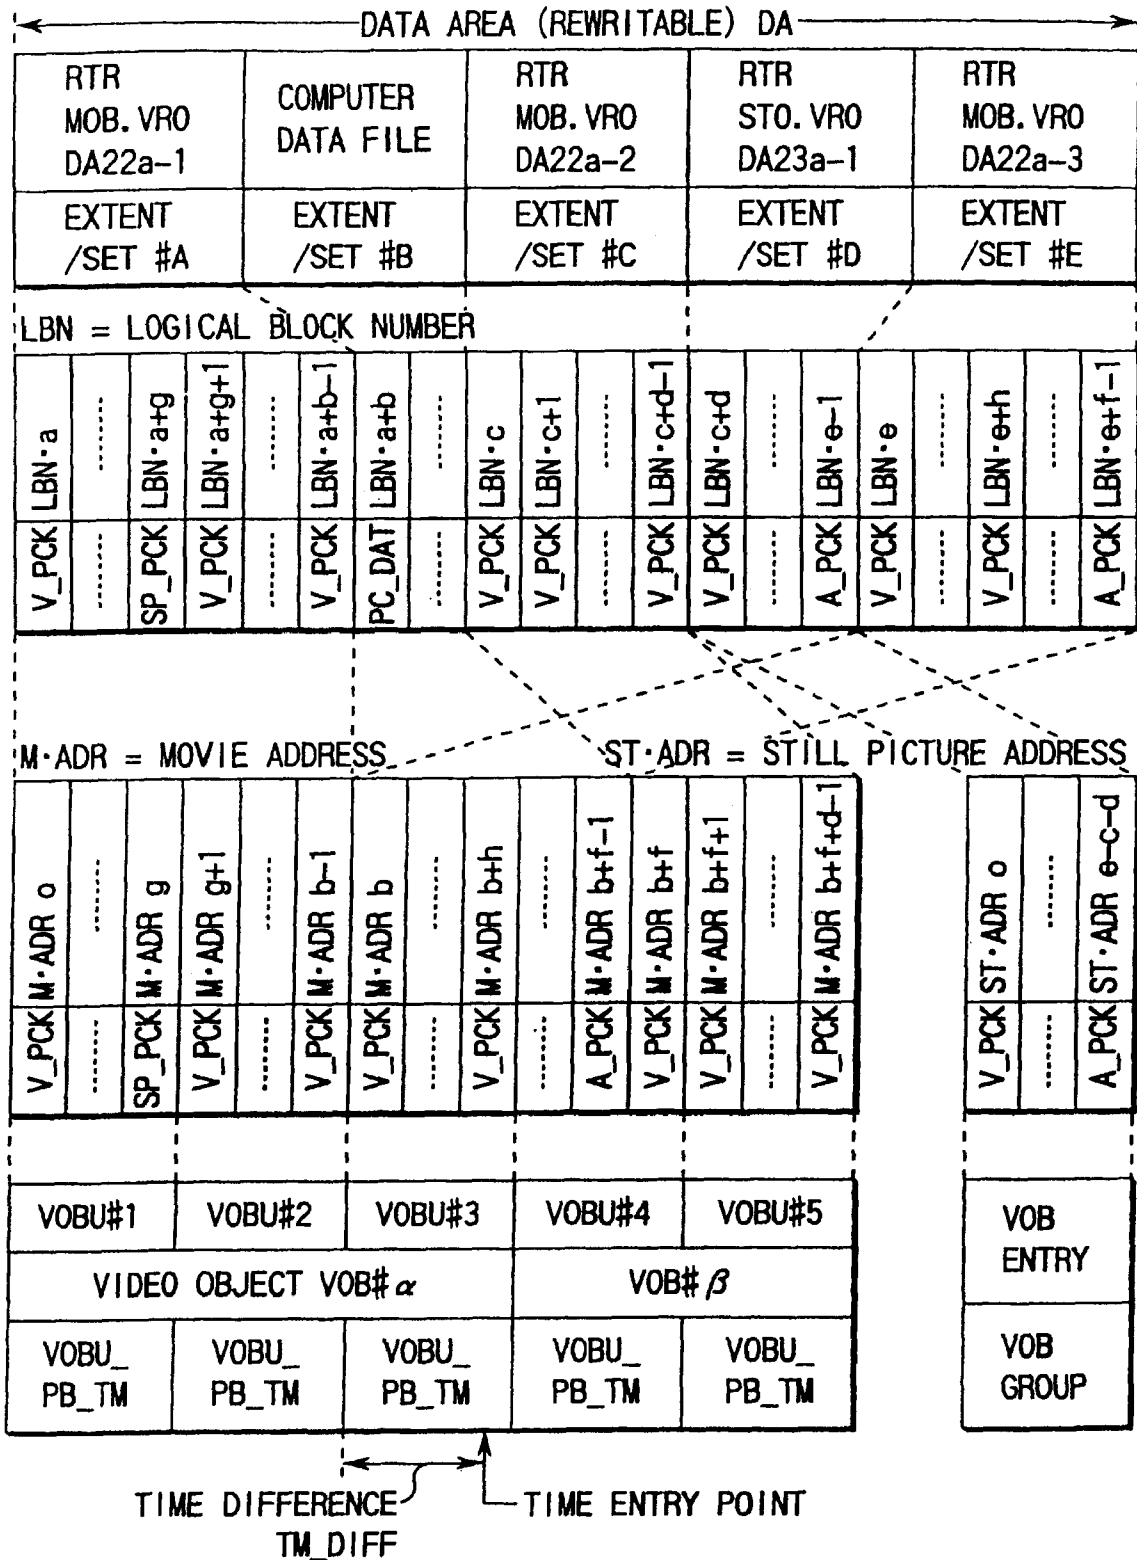 DATA AREA (REWRITABLE) DA
RTR
MOB.VRO
DA22a-1
COMPUTER
DATA FILE
RTR
MOB.VRO
DA22a-2
RTR
STO.VRO
DA23a-1
RTR
MOB.VRO
DA22a-3
EXTENT
/SET #A
EXTENT
/SET #B
EXTENT
/SET #C
EXTENT
/SET #D
EXTENT
/SET #E
LBN = LOGICAL BLOCK NUMBER
V_PCK LBN·a
........ ........
SP_PCK LBN·a+g
V_PCK LBN·a+g+1
........ ........
V_PCK LBN·a+b-1
PC_DAT LBN·a+b
........ ........
V_PCK LBN·c
V_PCK LBN·c+1
........ ........
V_PCK LBN·c+d-1
V_PCK LBN·c+d
........ ........
A_PCK LBN·e-1
V_PCK LBN·e
........ ........
V_PCK LBN·e+h
........ ........
A_PCK LBN·e+f-1
M·ADR = MOVIE ADDRESS
ST·ADR = STILL PICTURE ADDRESS
V_PCK M·ADR o
........ ........
SP_PCK M·ADR g
V_PCK M·ADR g+1
........ ........
V_PCK M·ADR b-1
V_PCK M·ADR b
........ ........
V_PCK M·ADR b+h
........ ........
A_PCK M·ADR b+f-1
V_PCK M·ADR b+f
V_PCK M·ADR b+f+1
........ ........
V_PCK M·ADR b+f+d-1
V_PCK ST·ADR o
........ ........
A_PCK ST·ADR e-c-d
VOBU#1
VOBU#2
VOBU#3
VOBU#4
VOBU#5
VIDEO OBJECT VOB#α
VOB#β
VOBU_
PB_TM
VOBU_
PB_TM
VOBU_
PB_TM
VOBU_
PB_TM
VOBU_
PB_TM
VOB
ENTRY
VOB
GROUP
TIME DIFFERENCE
TM_DIFF
TIME ENTRY POINT